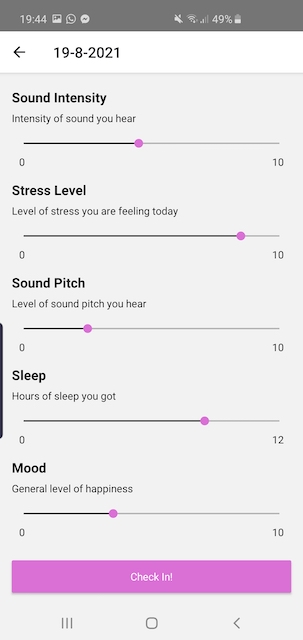 19:44 49%
19-8-2021
Sound Intensity
Intensity of sound you hear
0 10
Stress Level
Level of stress you are feeling today
0 10
Sound Pitch
Level of sound pitch you hear
0 10
Sleep
Hours of sleep you got
0 12
Mood
General level of happiness
0 10
Check In!